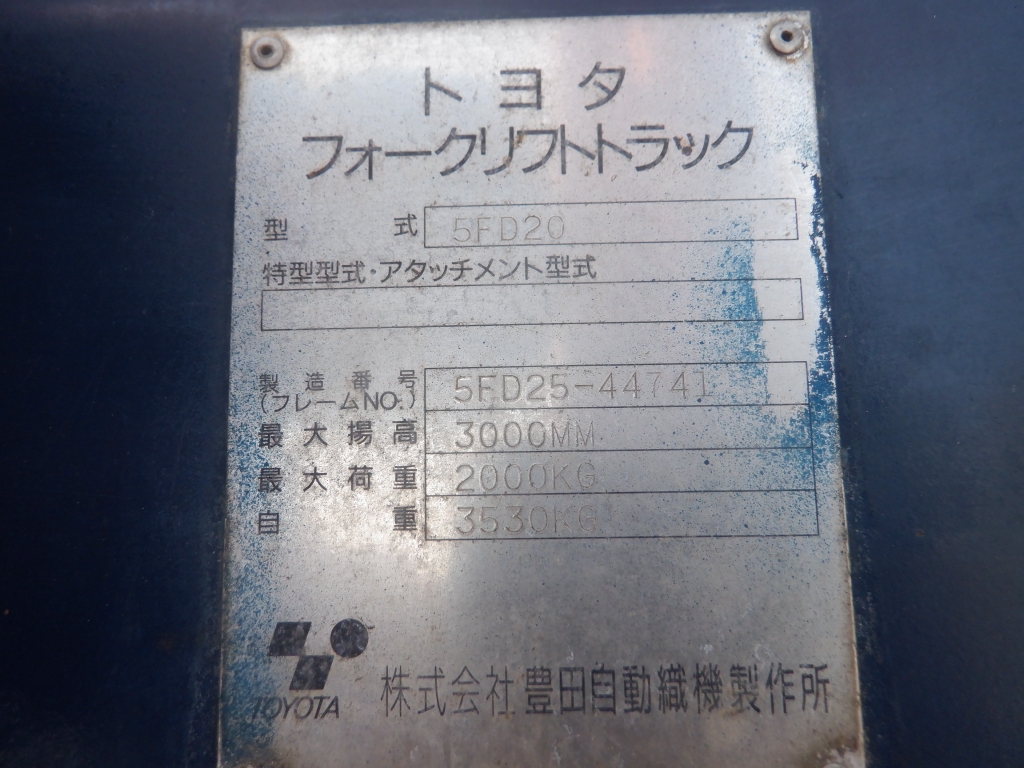 トヨタ
フォークリフトトラック
型式 5FD20
特型型式・アタッチメント型式
製造番号
(フレームNO.) 5FD25-44741
最大揚高 3000MM
最大荷重 2000KG
自重 3530KG
TOYOTA 株式会社 豊田自動織機製作所